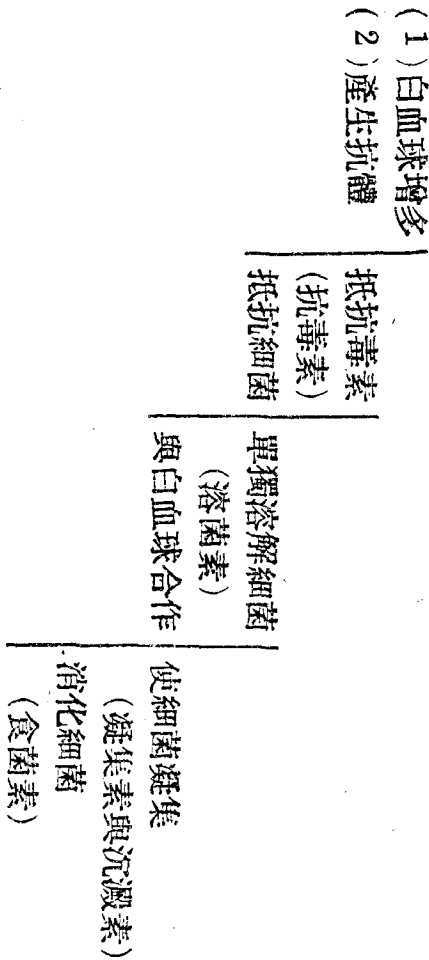 (1)白血球增多
(2)產生抗體
抵抗毒素
(抗毒素)
抵抗細菌
單獨溶解細菌
(溶菌素)
與白血球合作
使細菌凝集
(凝集素與沉澱素)
消化細菌
(食菌素)